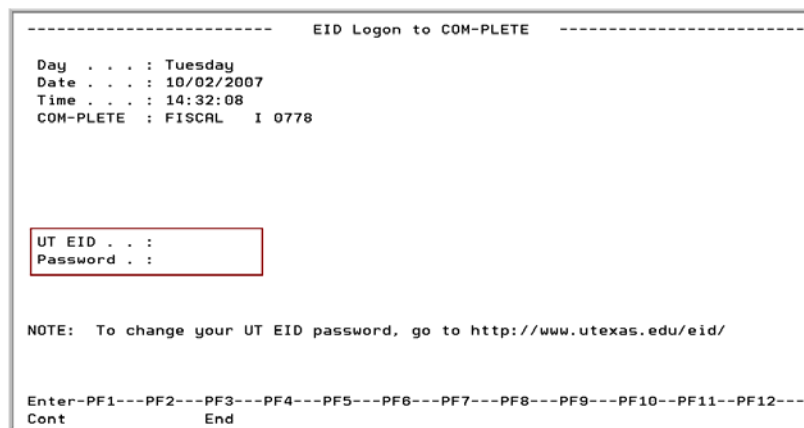 ---------------------------- EID Logon to COM-PLETE ----------------------------
Day . . . : Tuesday
Date . . . : 10/02/2007
Time . . . : 14:32:08
COM-PLETE : FISCAL I 0778
UT EID . . :
Password . :
NOTE: To change your UT EID password, go to http://www.utexas.edu/eid/
Enter-PF1---PF2---PF3---PF4---PF5---PF6---PF7---PF8---PF9---PF10--PF11--PF12---
Cont End